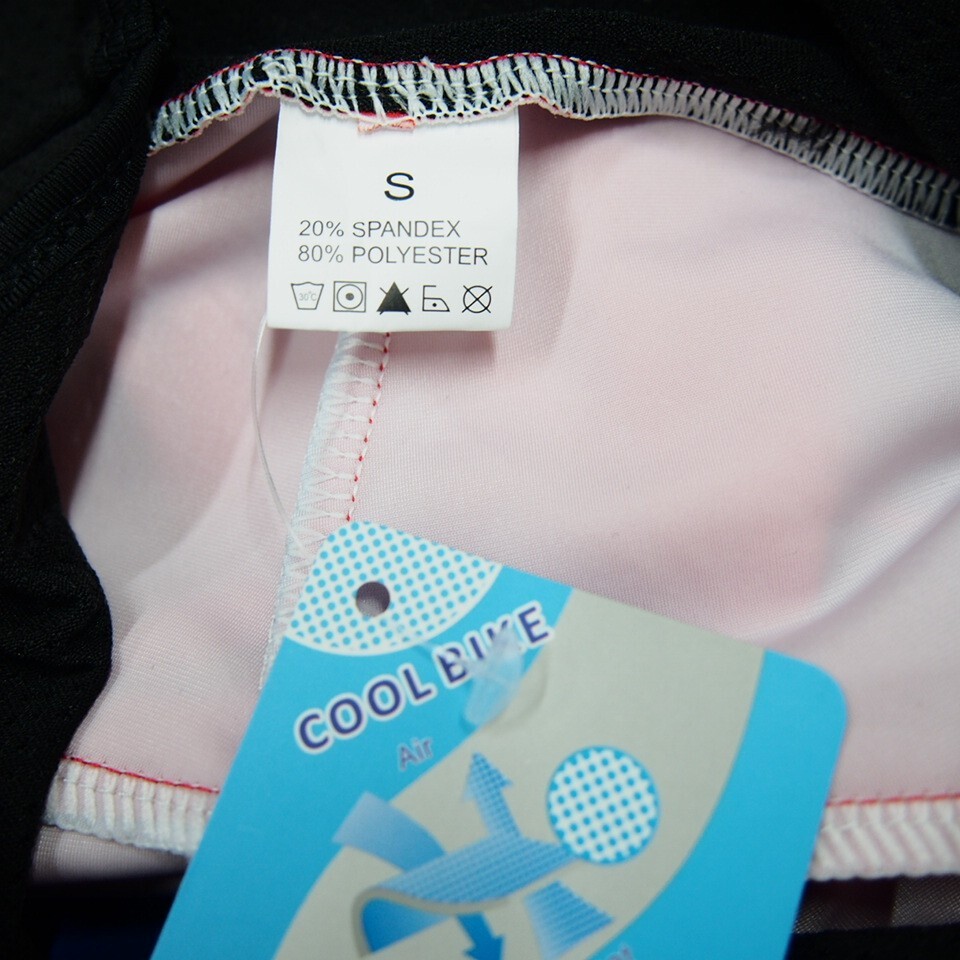 S
20% SPANDEX
80% POLYESTER
30°C
COOL BIKE
Air